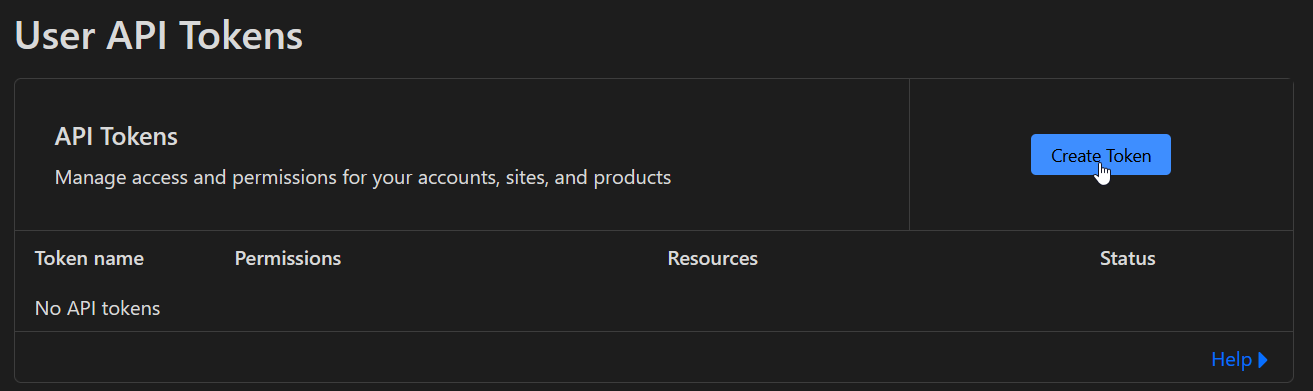 User API Tokens
API Tokens
Manage access and permissions for your accounts, sites, and products
Create Token
Token name Permissions Resources Status
No API tokens
Help